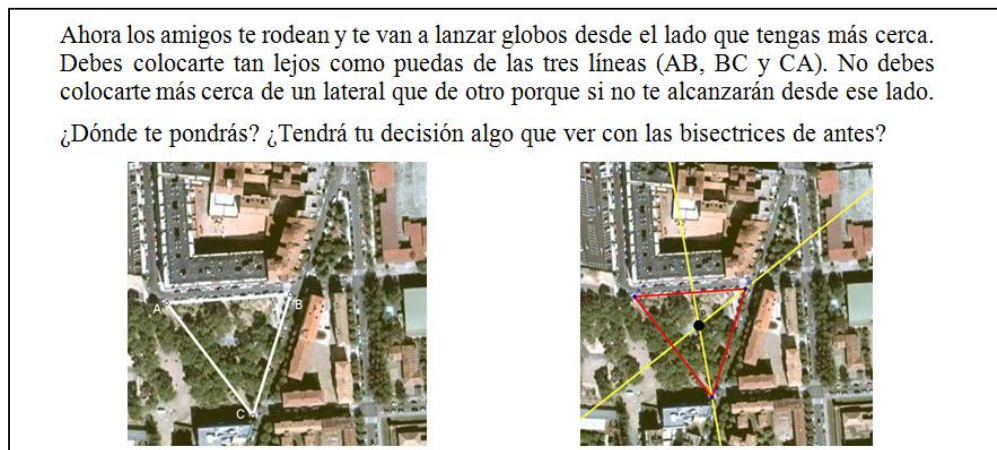 Ahora los amigos te rodean y te van a lanzar globos desde el lado que tengas más cerca.
Debes colocarte tan lejos como puedas de las tres líneas (AB, BC y CA). No debes
colocarte más cerca de un lateral que de otro porque si no te alcanzarán desde ese lado.
¿Dónde te pondrás? ¿Tendrá tu decisión algo que ver con las bisectrices de antes?
A
B
C